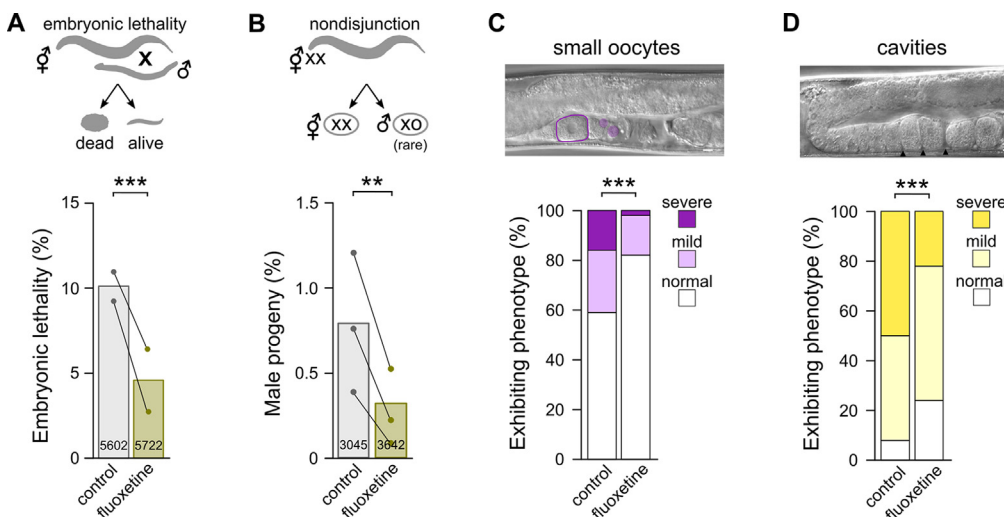 A
embryonic lethality
⚥
X
♂
dead
alive
***
Embryonic lethality (%)
15
10
5
0
5602
5722
control
fluoxetine
B
nondisjunction
⚥xx
⚥ xx
♂ xo
(rare)
**
Male progeny (%)
1.5
1.0
0.5
0
3045
3642
control
fluoxetine
C
small oocytes
***
Exhibiting phenotype (%)
100
80
60
40
20
0
severe
mild
normal
control
fluoxetine
D
cavities
***
Exhibiting phenotype (%)
100
80
60
40
20
0
severe
mild
norma
control
fluoxetine